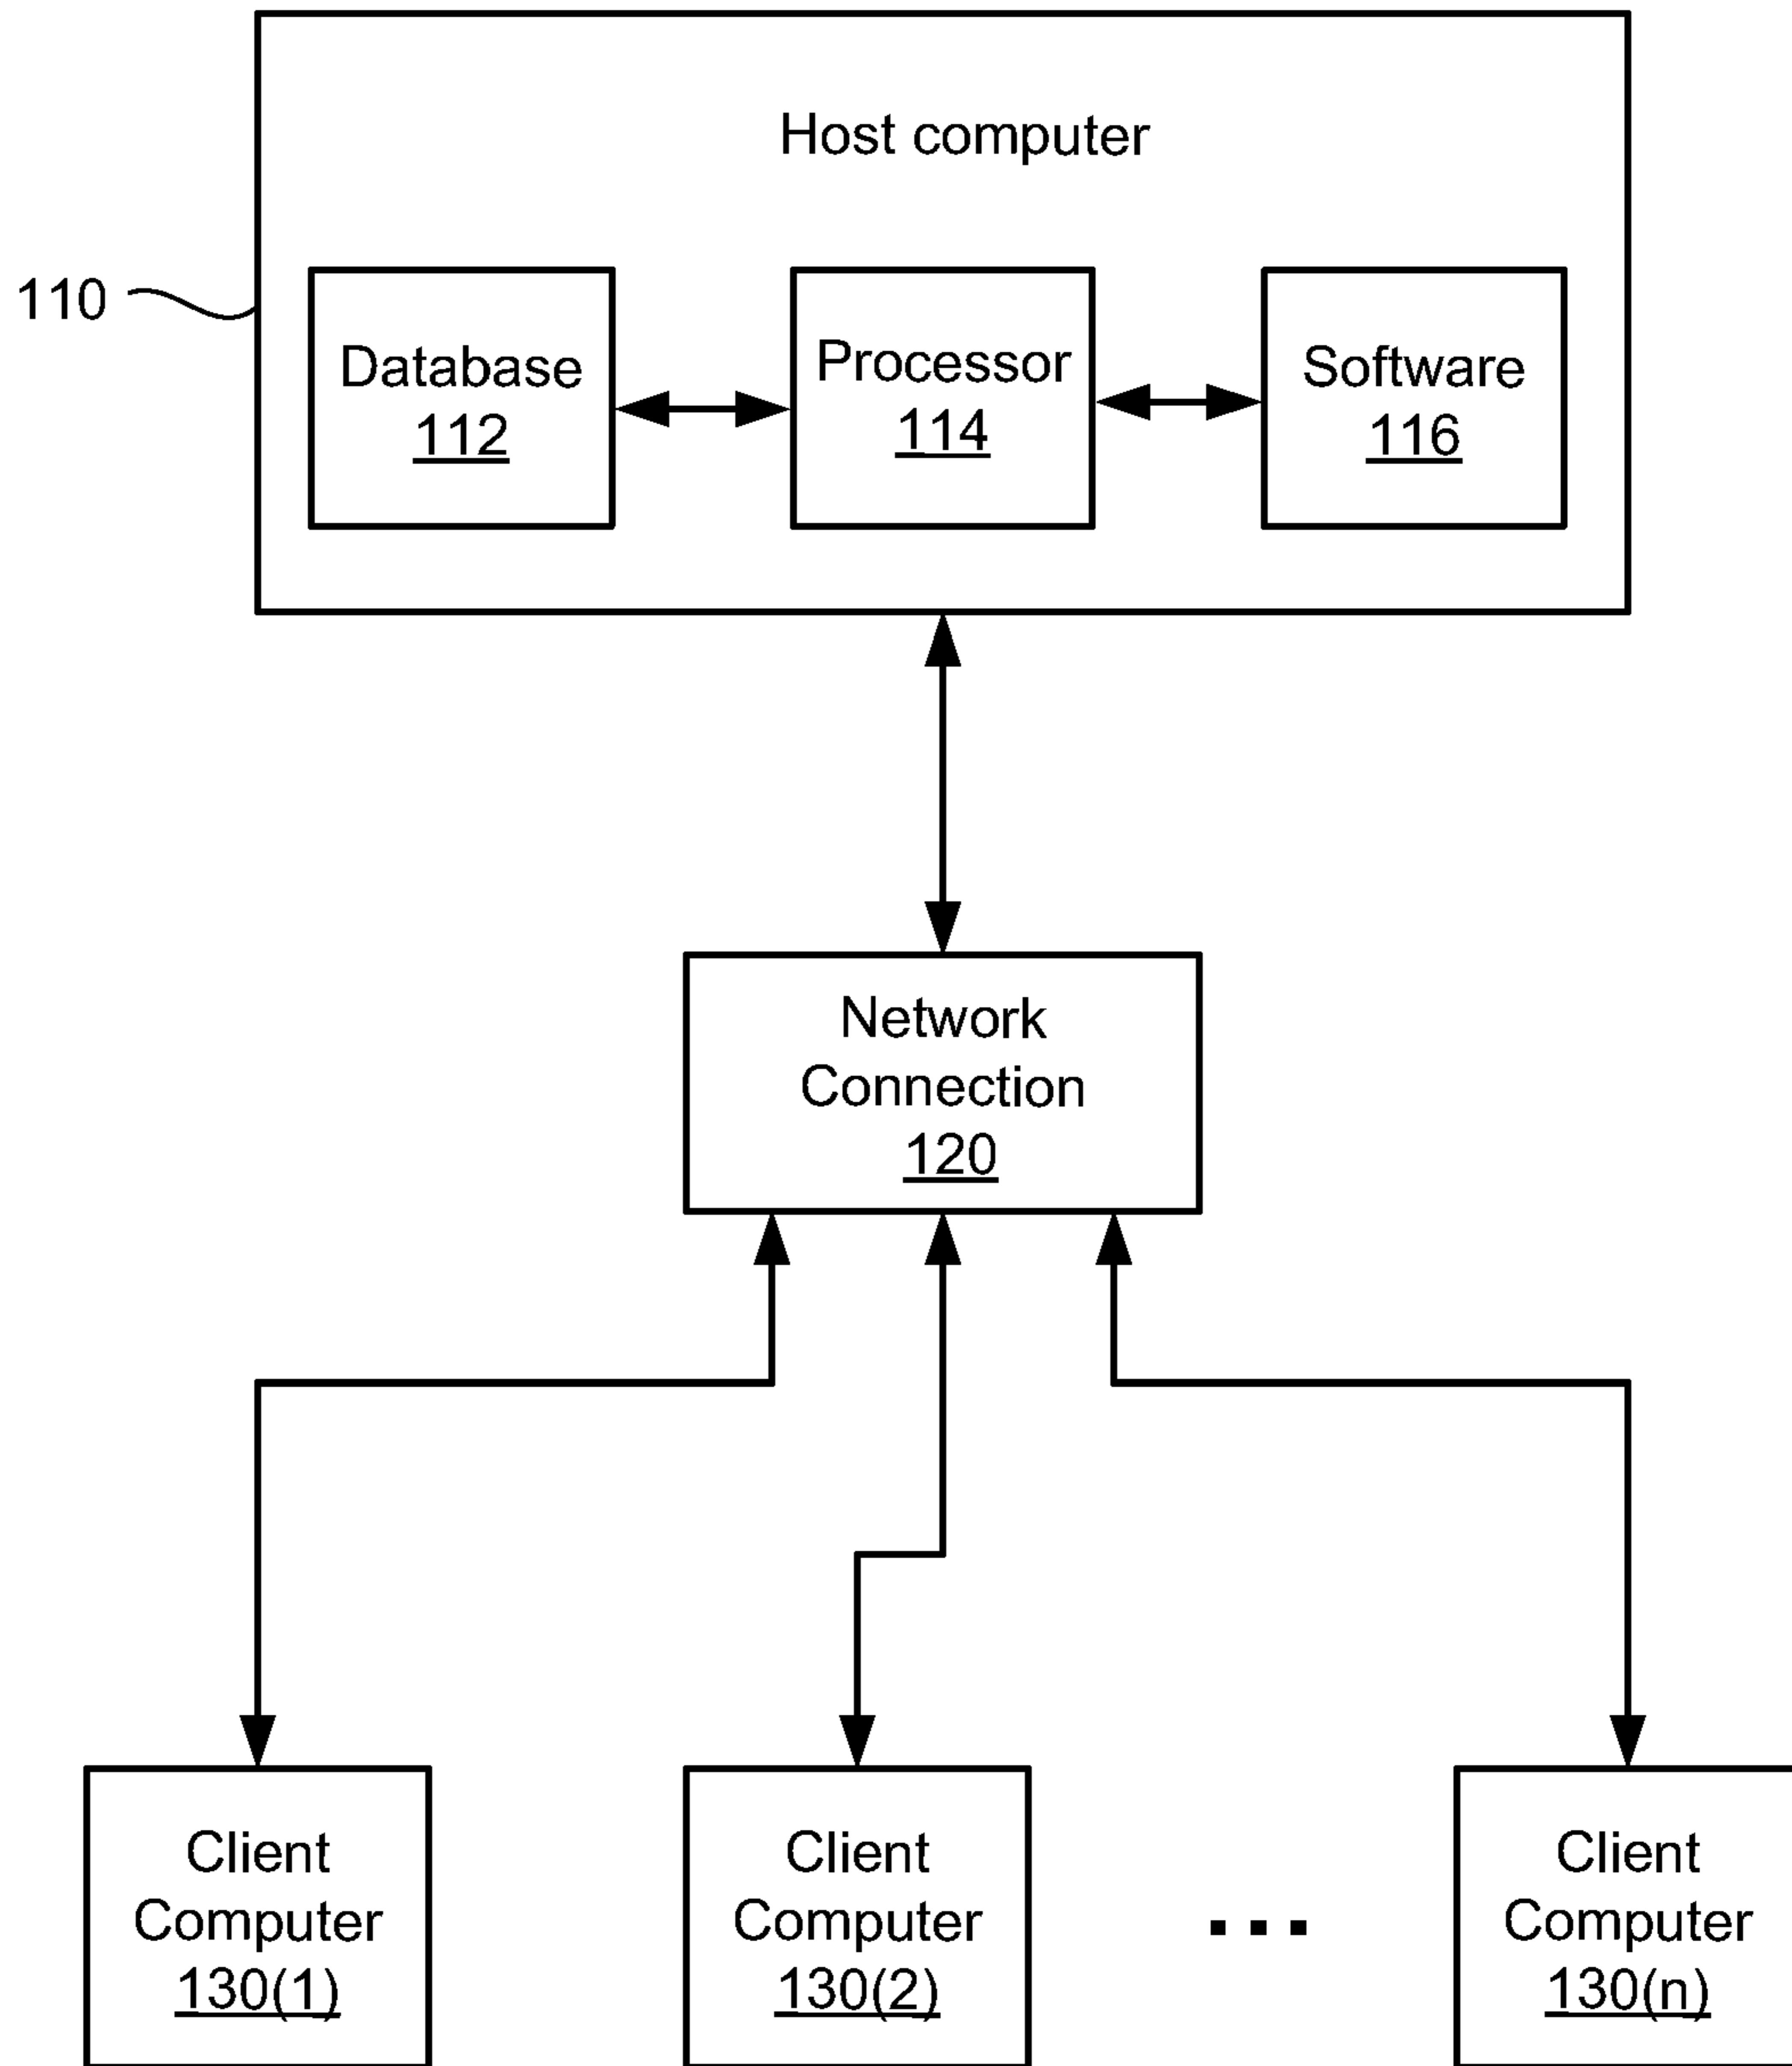 Host computer
110
Database
112
Processor
114
Software
116
Network
Connection
120
Client
Computer
130(1)
Client
Computer
130(2)
...
Client
Computer
130(n)